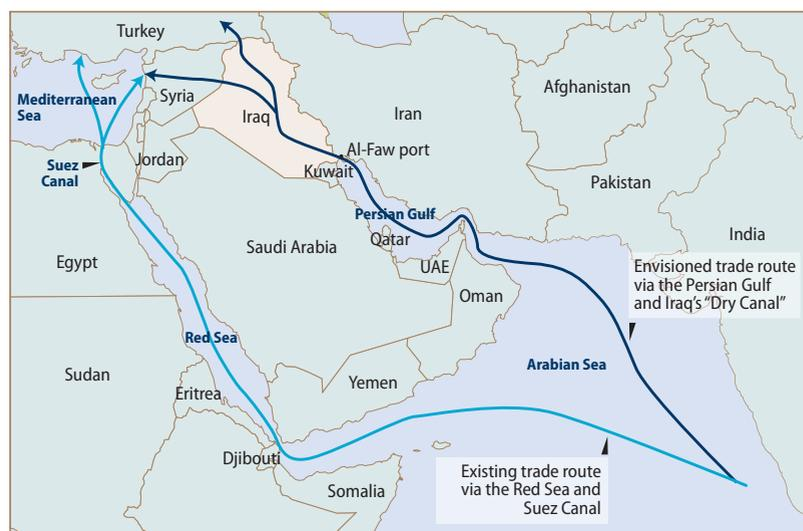 Turkey
Afghanistan
Mediterranean
Sea
Syria
Iraq
Iran
Al-Faw port
Suez
Canal
Jordan
Kuwait
Pakistan
Persian Gulf
India
Qatar
Saudi Arabia
Egypt
UAE
Envisioned trade route
via the Persian Gulf
and Iraq's “Dry Canal”
Oman
Red Sea
Arabian Sea
Sudan
Yemen
Eritrea
Djibouti
Existing trade route
via the Red Sea and
Suez Canal
Somalia